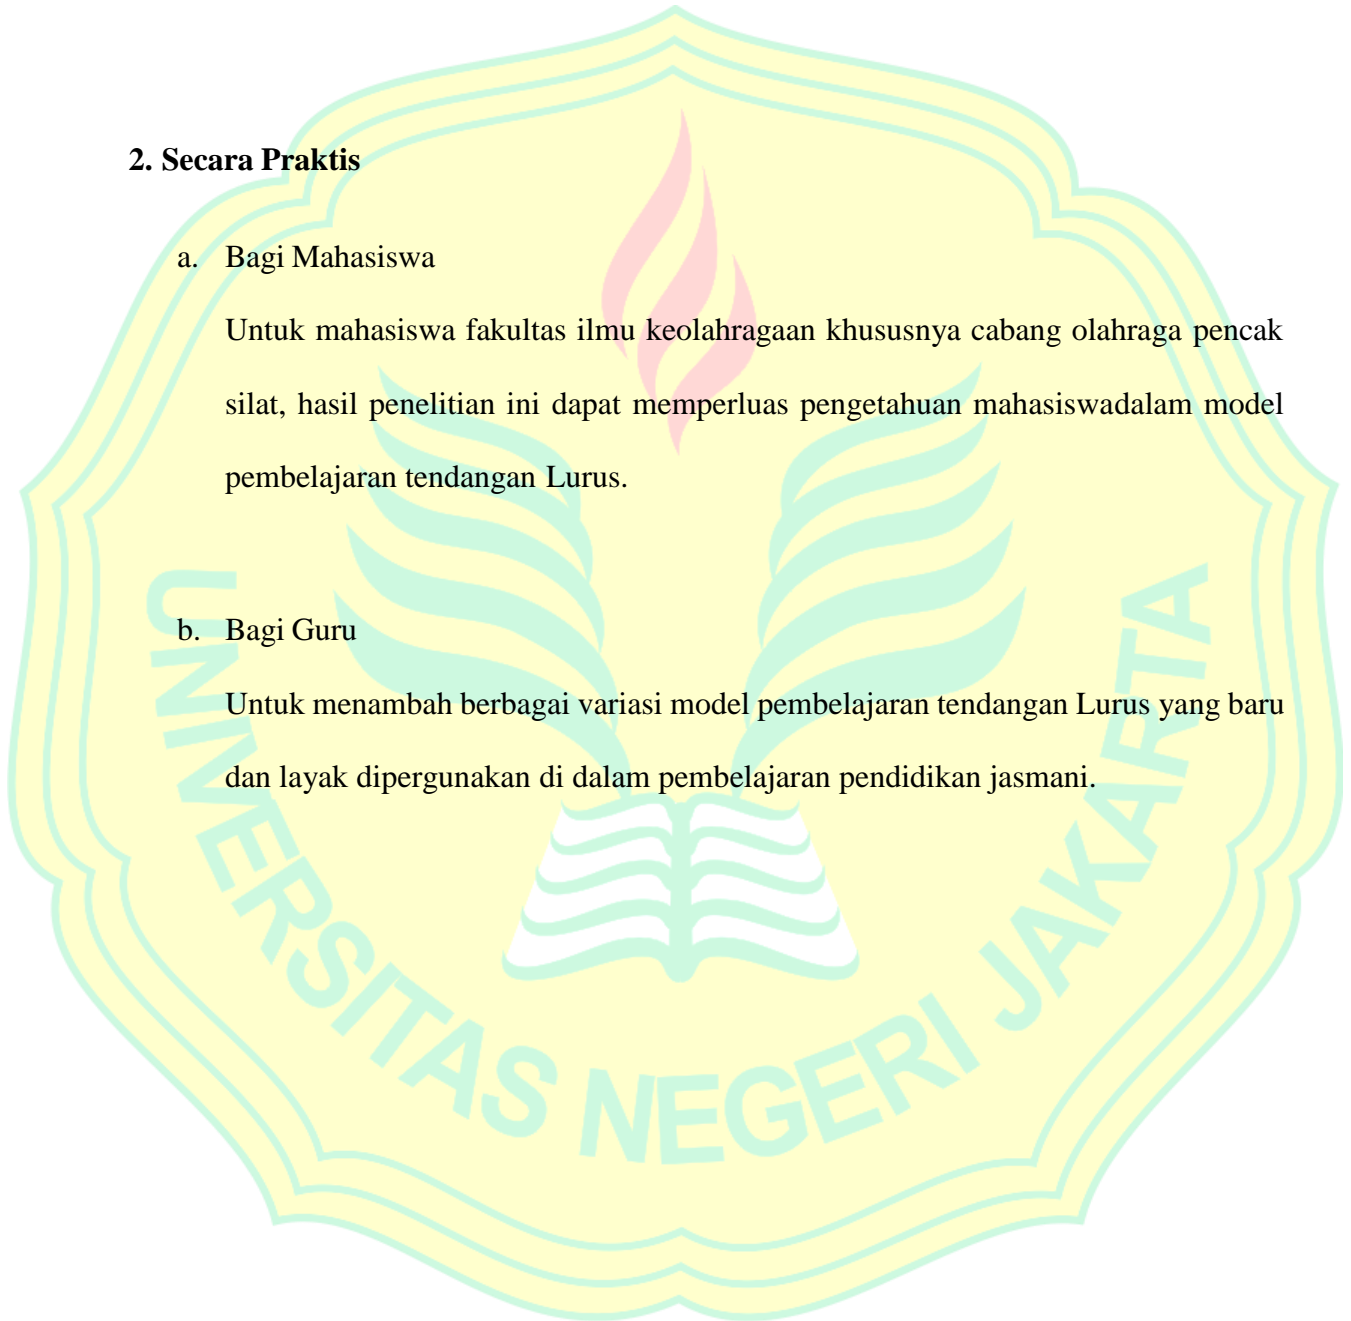 2. Secara Praktis
a. Bagi Mahasiswa
Untuk mahasiswa fakultas ilmu keolahragaan khususnya cabang olahraga pencak
silat, hasil penelitian ini dapat memperluas pengetahuan mahasiswadalam model
pembelajaran tendangan Lurus.
b. Bagi Guru
Untuk menambah berbagai variasi model pembelajaran tendangan Lurus yang baru
dan layak dipergunakan di dalam pembelajaran pendidikan jasmani.
UNIVERSITAS NEGERI JAKARTA